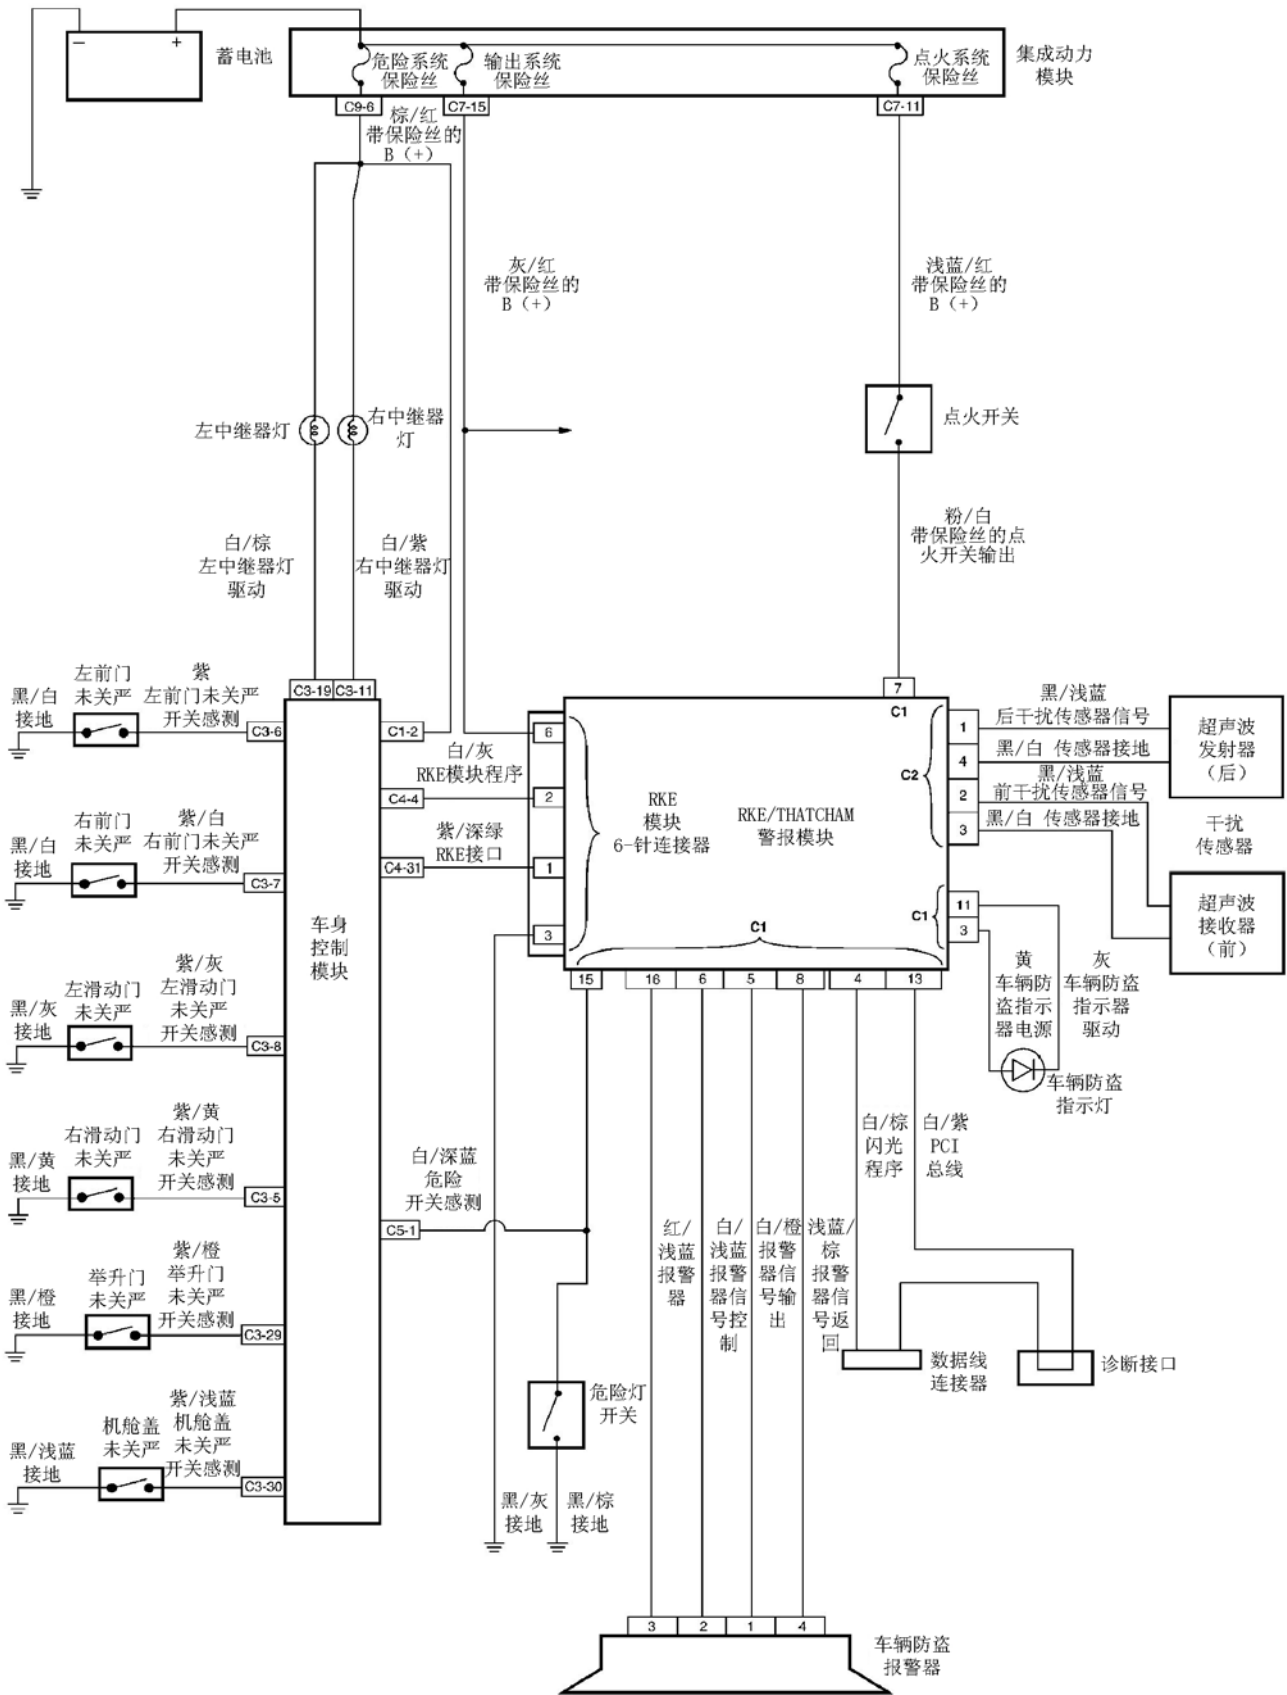 蓄电池
−
+
危险系统
保险丝
输出系统
保险丝
点火系统
保险丝
集成动力
模块
C9-6
C7-15
C7-11
棕/红
带保险丝的
B（+）
灰/红
带保险丝的
B（+）
浅蓝/红
带保险丝的
B（+）
左中继器灯
右中继器
灯
点火开关
白/棕
左中继器灯
驱动
白/紫
右中继器灯
驱动
粉/白
带保险丝的点
火开关输出
C3-19
C3-11
黑/白
接地
左前门
未关严
紫
左前门未关严
开关感测
C3-6
黑/白
接地
右前门
未关严
紫/白
右前门未关严
开关感测
C3-7
黑/灰
接地
左滑动门
未关严
紫/灰
左滑动门
未关严
开关感测
C3-8
黑/黄
接地
右滑动门
未关严
紫/黄
右滑动门
未关严
开关感测
C3-5
黑/橙
接地
举升门
未关严
紫/橙
举升门
未关严
开关感测
C3-29
黑/浅蓝
接地
机舱盖
未关严
紫/浅蓝
机舱盖
未关严
开关感测
C3-30
车身
控制
模块
C1-2
C4-4
C4-31
C5-1
白/灰
RKE模块程序
紫/深绿
RKE接口
白/深蓝
危险
开关感测
6
2
1
3
RKE
模块
6-针连接器
RKE/THATCHAM
警报模块
7
C1
C2
1
4
2
3
C1
11
3
C1
15
16
6
5
8
4
13
黑/浅蓝
后干扰传感器信号
黑/白 传感器接地
黑/浅蓝
前干扰传感器信号
黑/白 传感器接地
超声波
发射器
（后）
干扰
传感器
超声波
接收器
（前）
黄
车辆防
盗指示
器电源
灰
车辆防盗
指示器
驱动
车辆防盗
指示灯
白/棕
闪光
程序
白/紫
PCI
总线
红/
浅蓝
报警
器
白/
浅蓝
报警
器信
号控
制
白/橙
报警
器信
号输
出
浅蓝/
棕
报警
器信
号返
回
数据线
连接器
诊断接口
危险灯
开关
黑/灰
接地
黑/棕
接地
3
2
1
4
车辆防盗
报警器